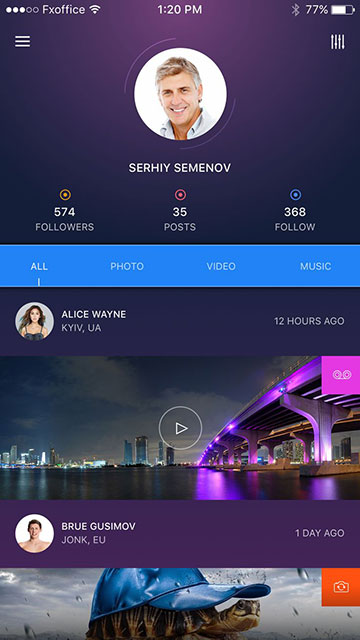 Fxoffice 1:20 PM 77%
SERHIY SEMENOV
574 35 368
FOLLOWERS POSTS FOLLOW
ALL PHOTO VIDEO MUSIC
ALICE WAYNE
KYIV, UA
12 HOURS AGO
BRUE GUSIMOV
JONK, EU
1 DAY AGO